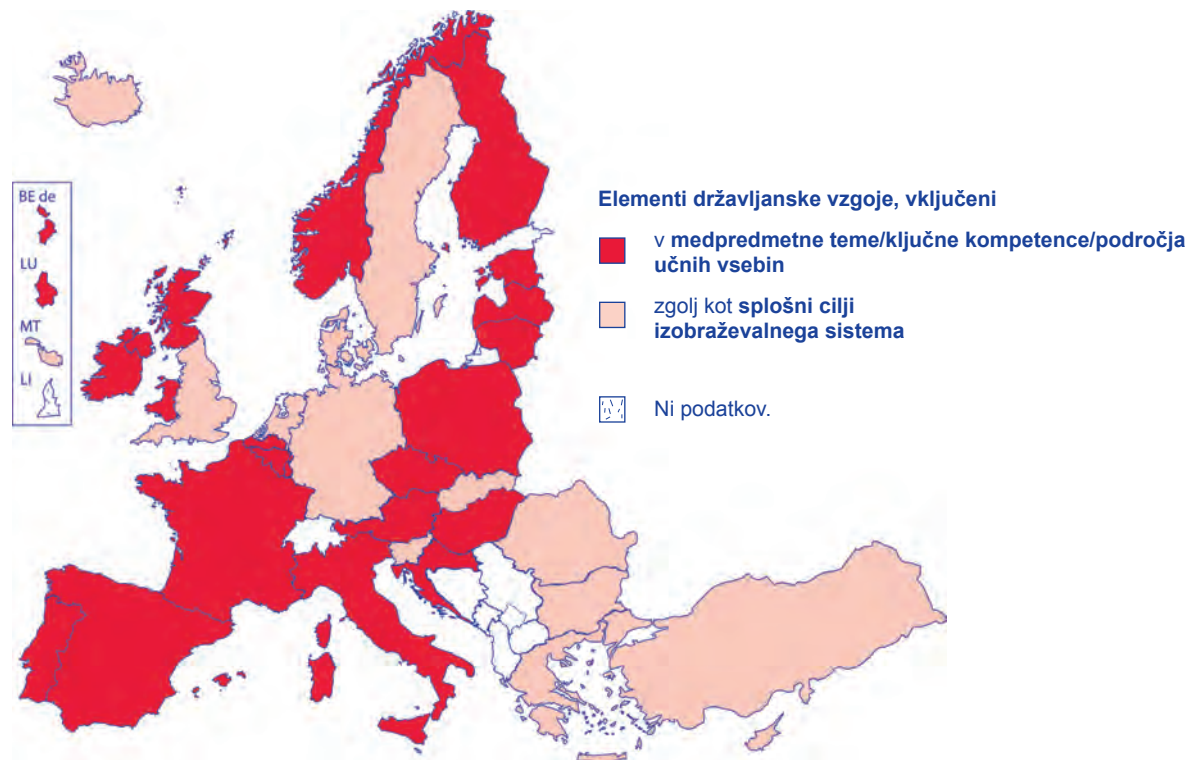 BE de
LU
MT
LI
Elementi državljanske vzgoje, vključeni
v medpredmetne teme/ključne kompetence/področja
učnih vsebin
zgolj kot splošni cilji
izobraževalnega sistema
Ni podatkov.